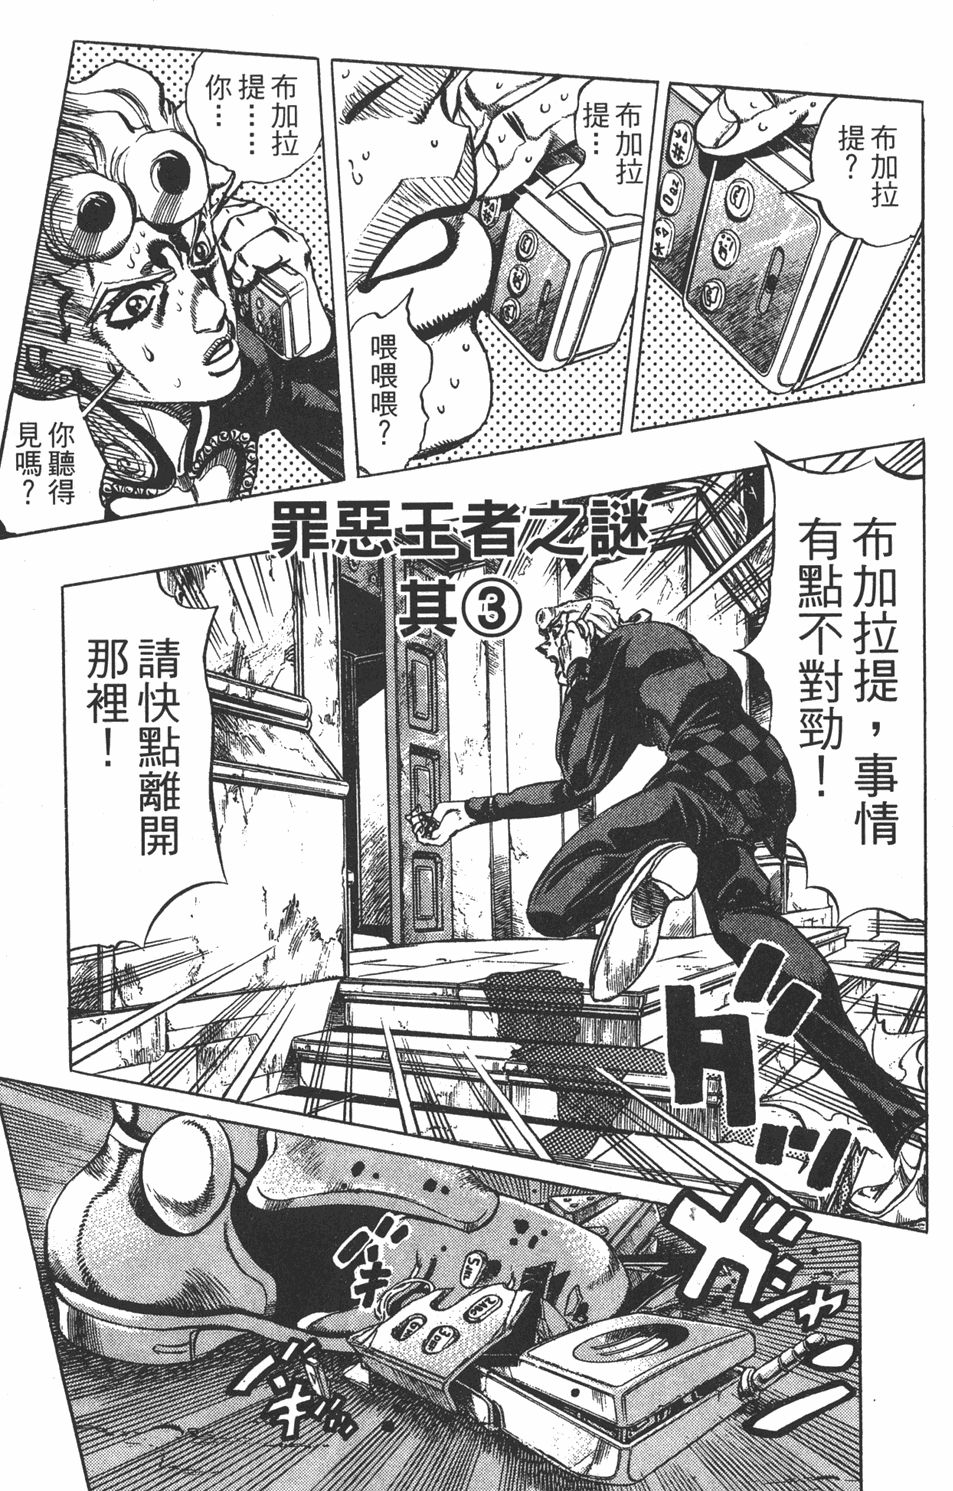 布加拉
提？
布加拉
提…
喂喂喂？
布加拉
提……
你…
你聽得
見嗎？
罪惡王者之謎
其③
布加拉提，事情
有點不對勁！
請快點離開
那裡！
ダダッ
ガシャ
バキ
バギ